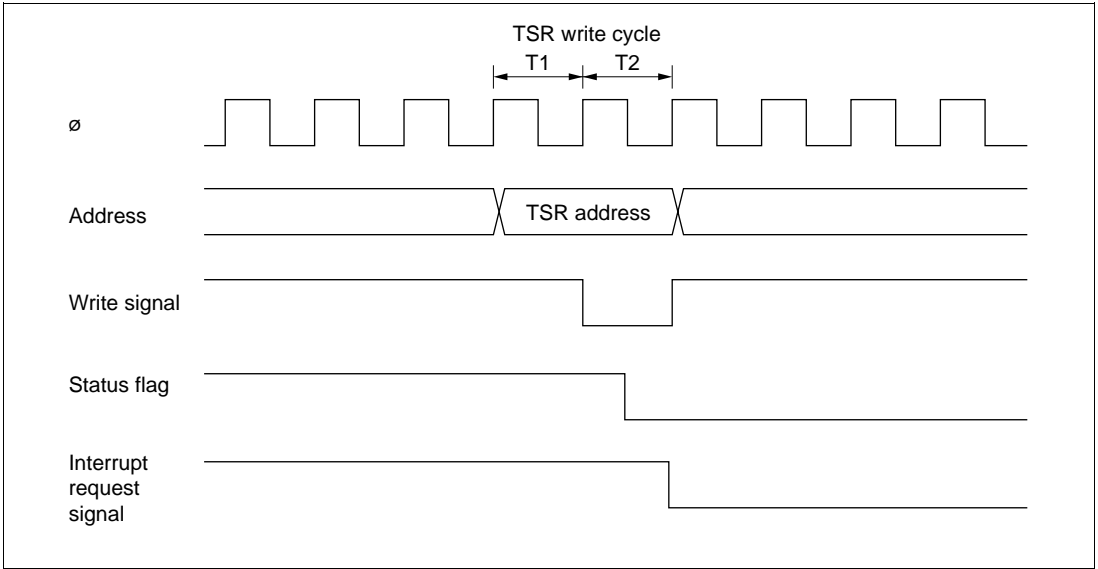 TSR write cycle
T1 T2
ø
Address
TSR address
Write signal
Status flag
Interrupt
request
signal